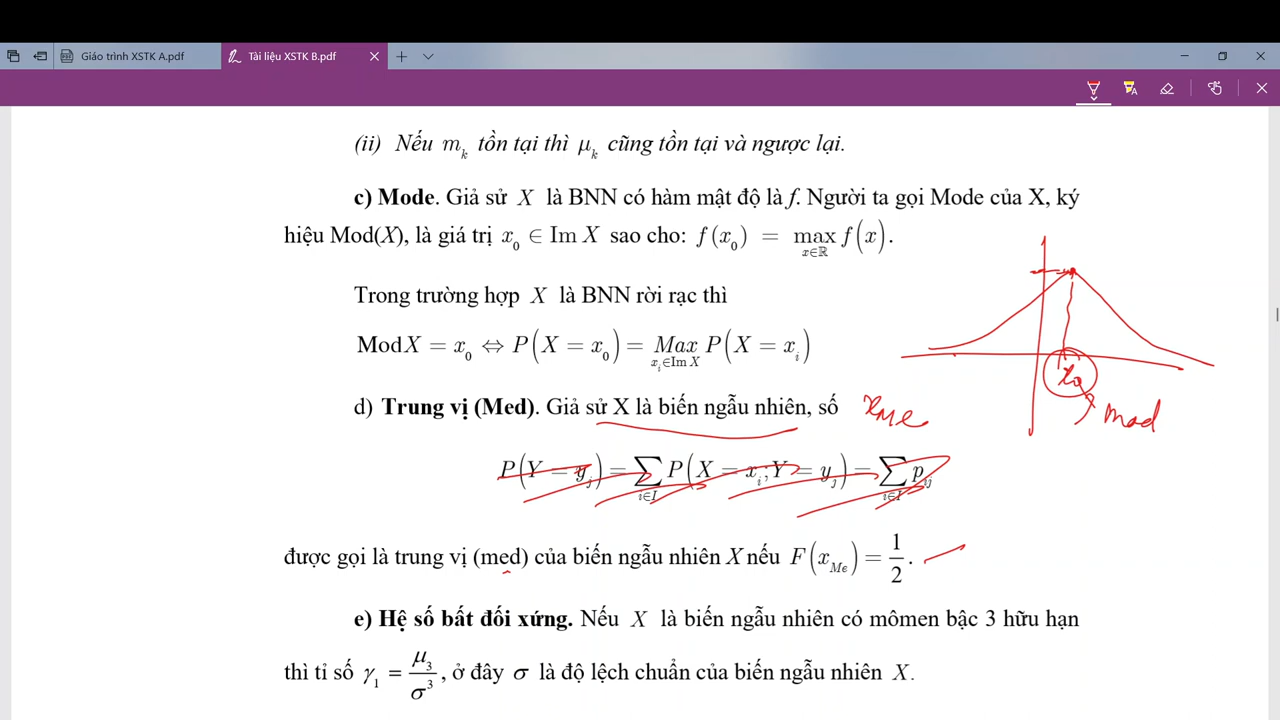 Giáo trình XSTK A.pdf
Tài liệu XSTK B.pdf
(ii) Nếu m_k tồn tại thì μ_k cũng tồn tại và ngược lại.
c) Mode. Giả sử X là BNN có hàm mật độ là f. Người ta gọi Mode của X, ký
hiệu Mod(X), là giá trị x_0 ∈ Im X sao cho: f(x_0) = max_{x∈ℝ} f(x).
Trong trường hợp X là BNN rời rạc thì
Mod X = x_0 ⇔ P(X = x_0) = Max_{x_i∈Im X} P(X = x_i)
x_0
mod
d) Trung vị (Med). Giả sử X là biến ngẫu nhiên, số x_Me
P(Y = y_j) = ∑_{i∈I} P(X = x_i; Y = y_j) = ∑_{i∈I} p_ij
được gọi là trung vị (med) của biến ngẫu nhiên X nếu F(x_Me) = 1/2.
e) Hệ số bất đối xứng. Nếu X là biến ngẫu nhiên có mômen bậc 3 hữu hạn
thì tỉ số γ_1 = μ_3/σ^3, ở đây σ là độ lệch chuẩn của biến ngẫu nhiên X.